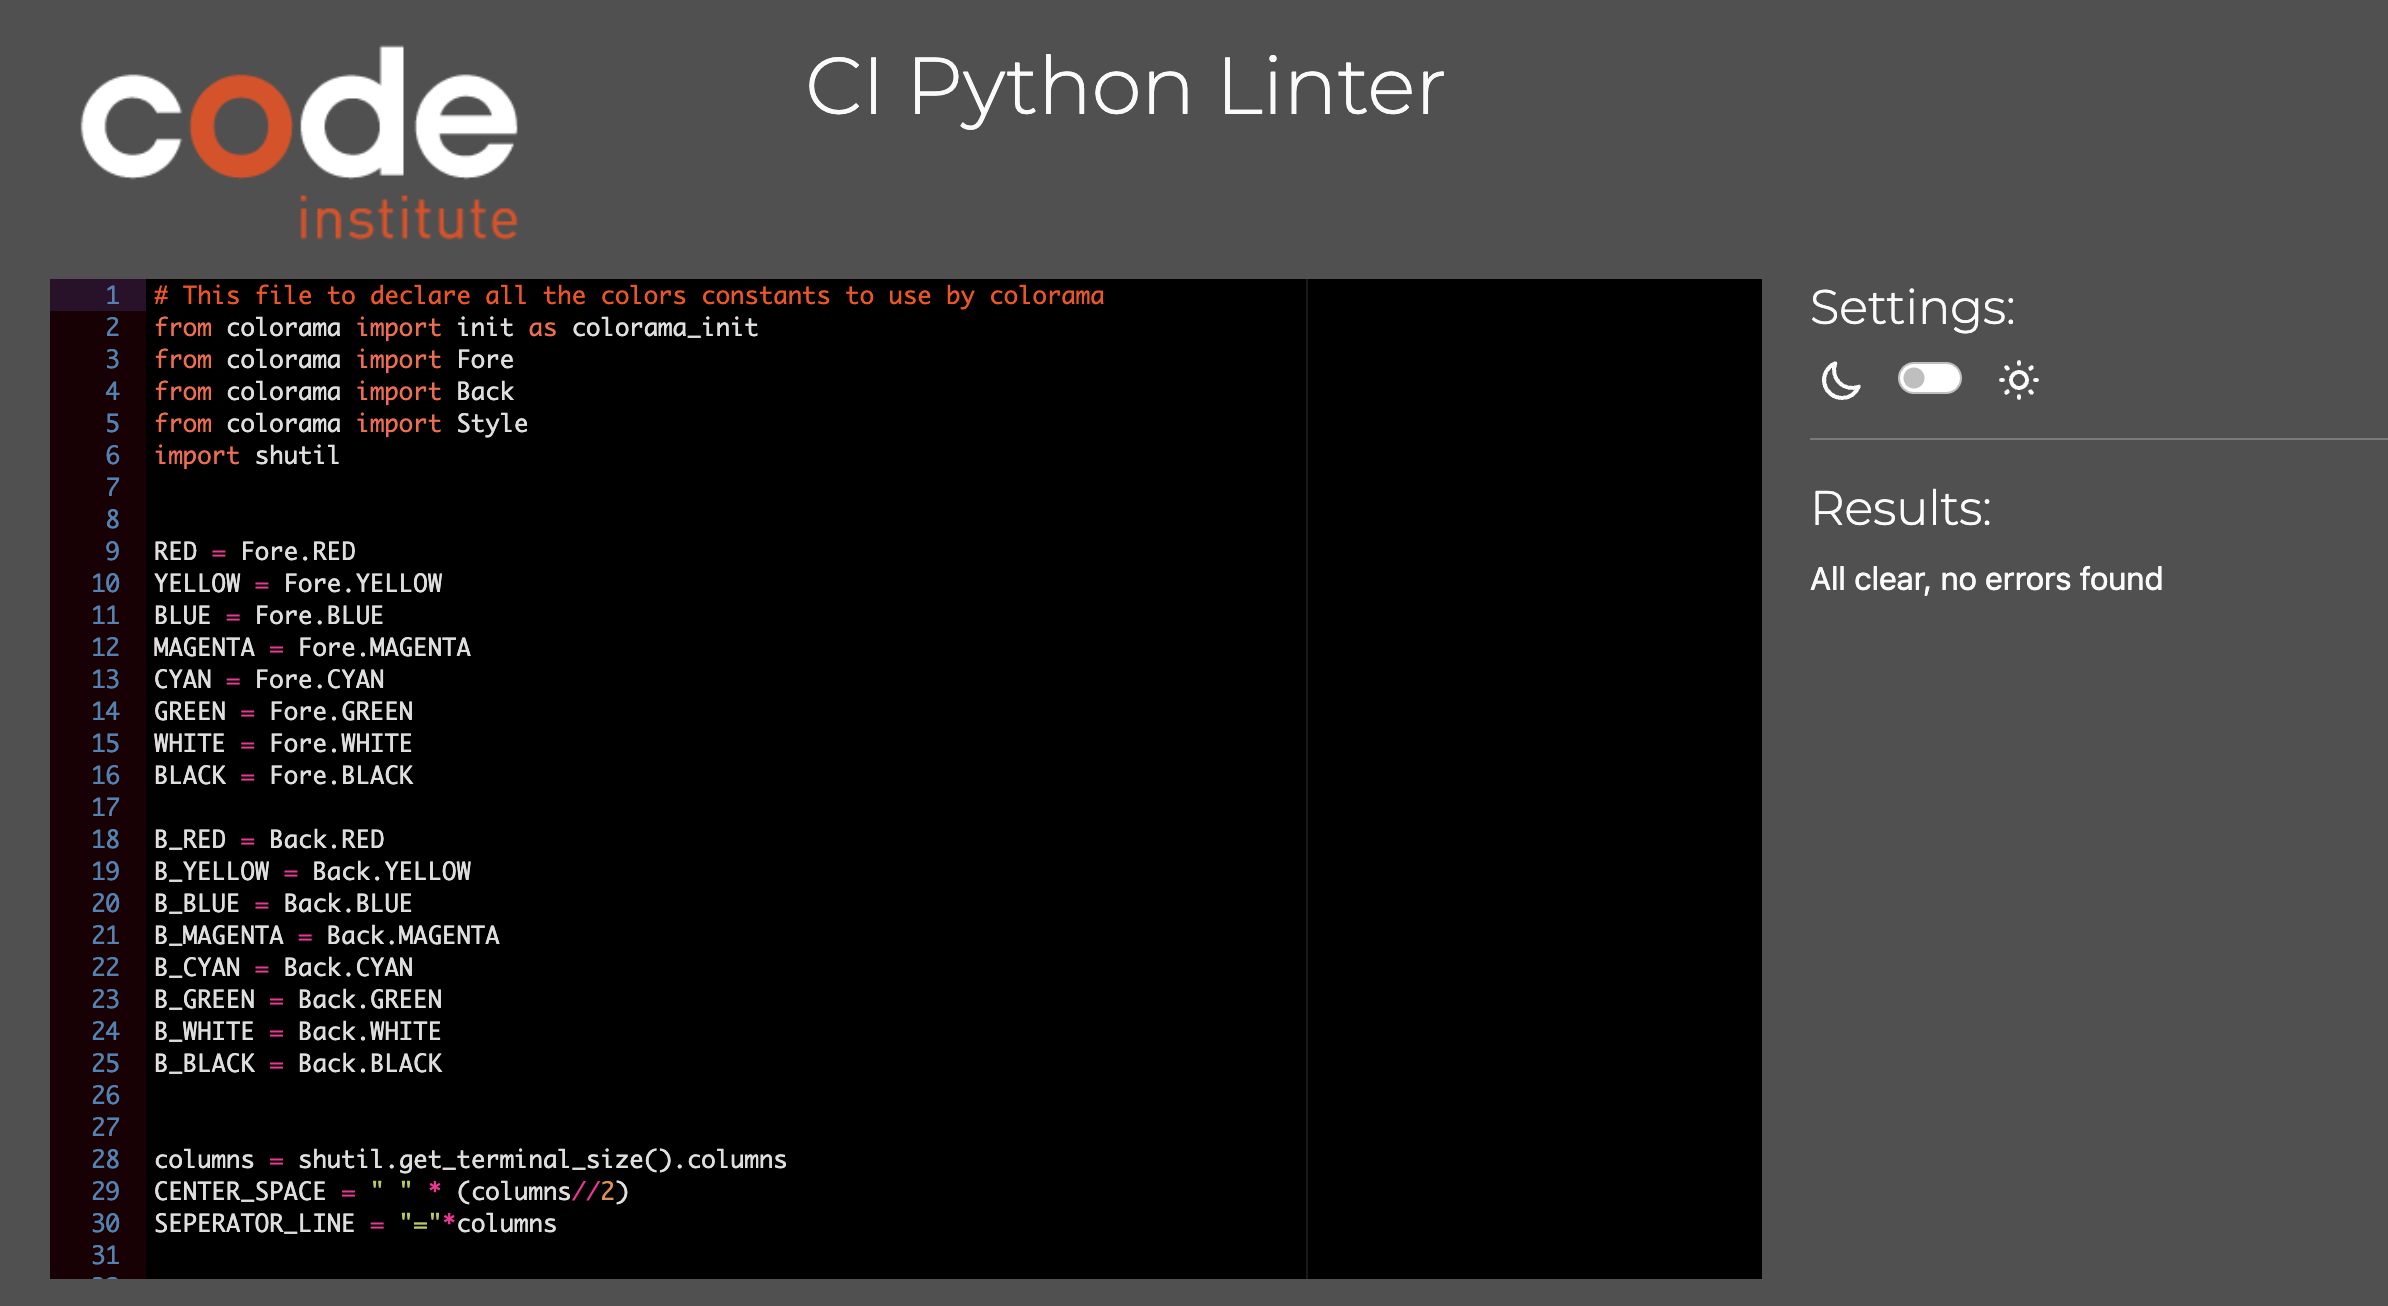 code
institute
CI Python Linter
1 # This file to declare all the colors constants to use by colorama
2 from colorama import init as colorama_init
3 from colorama import Fore
4 from colorama import Back
5 from colorama import Style
6 import shutil
7
8
9 RED = Fore.RED
10 YELLOW = Fore.YELLOW
11 BLUE = Fore.BLUE
12 MAGENTA = Fore.MAGENTA
13 CYAN = Fore.CYAN
14 GREEN = Fore.GREEN
15 WHITE = Fore.WHITE
16 BLACK = Fore.BLACK
17
18 B_RED = Back.RED
19 B_YELLOW = Back.YELLOW
20 B_BLUE = Back.BLUE
21 B_MAGENTA = Back.MAGENTA
22 B_CYAN = Back.CYAN
23 B_GREEN = Back.GREEN
24 B_WHITE = Back.WHITE
25 B_BLACK = Back.BLACK
26
27
28 columns = shutil.get_terminal_size().columns
29 CENTER_SPACE = " " * (columns//2)
30 SEPERATOR_LINE = "="*columns
31
Settings:
Results:
All clear, no errors found